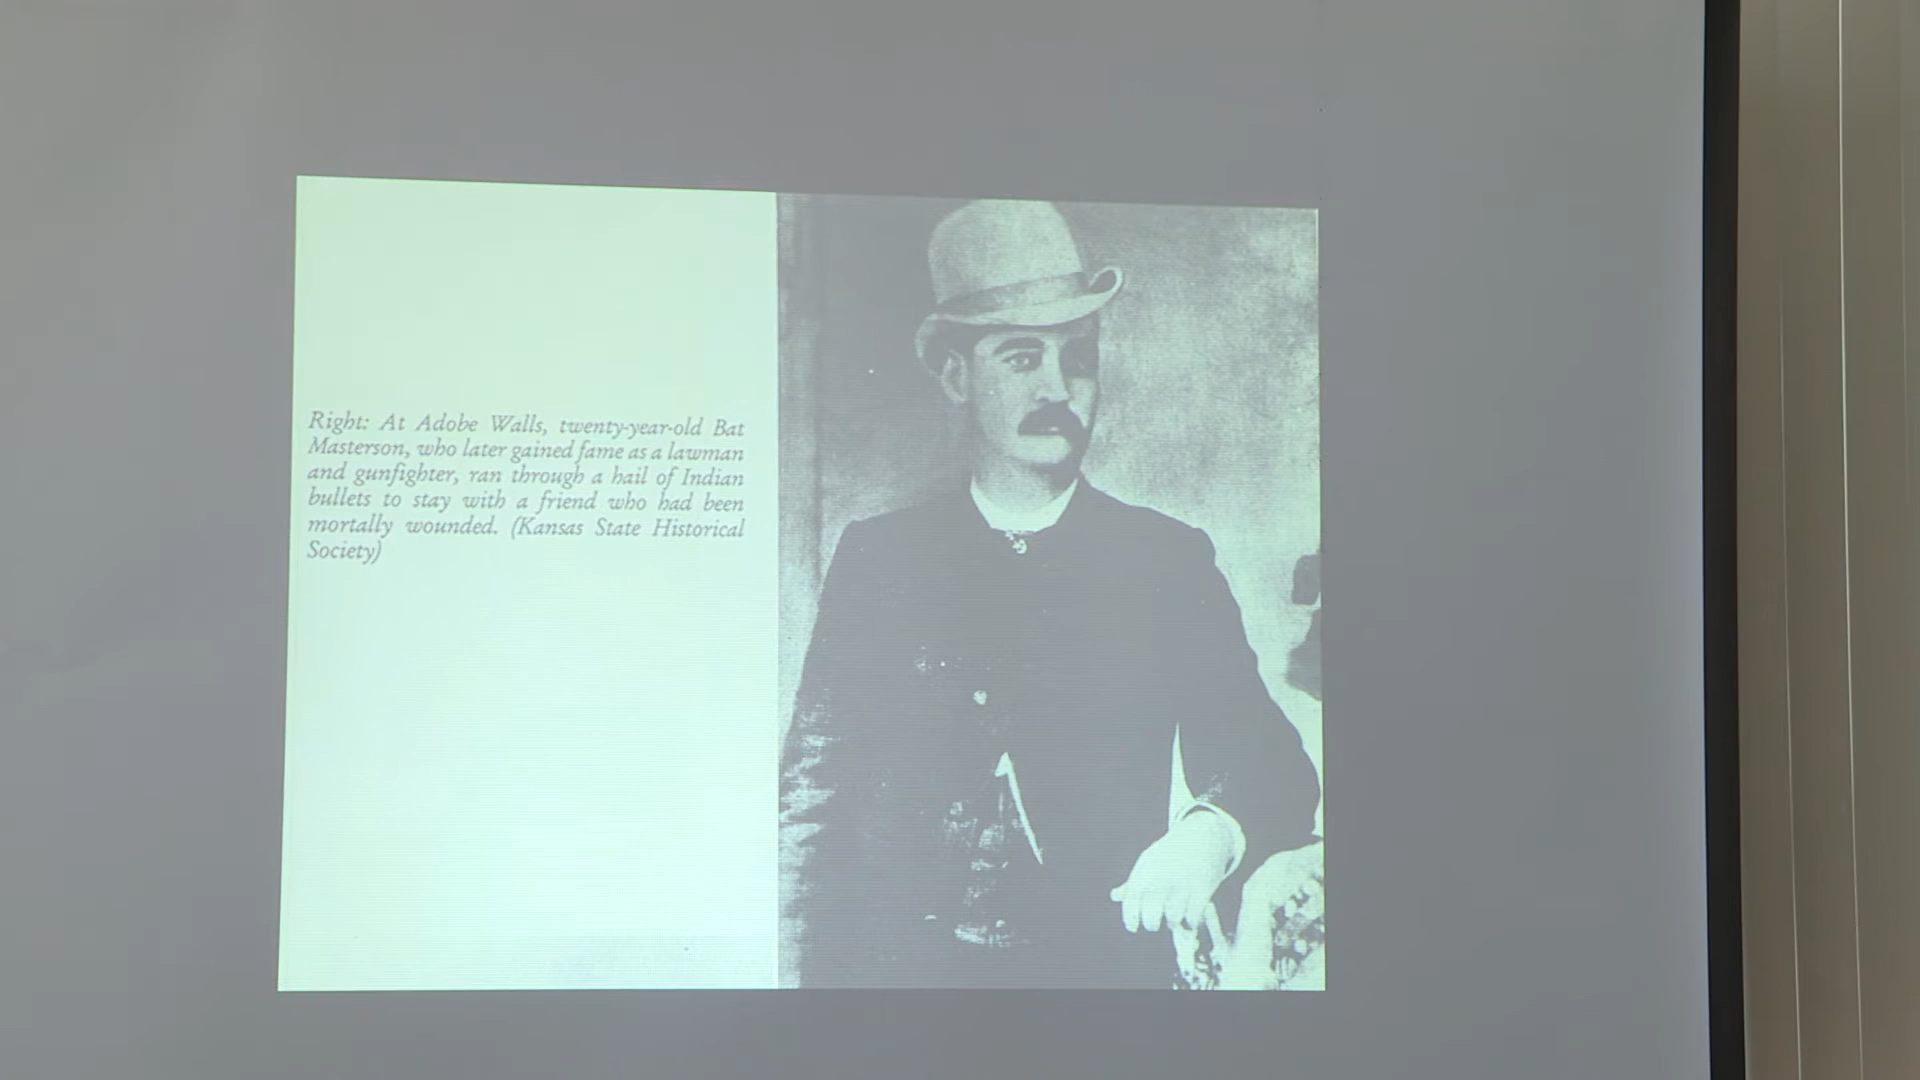 Right: At Adobe Walls, twenty-year-old Bat
Masterson, who later gained fame as a lawman
and gunfighter, ran through a hail of Indian
bullets to stay with a friend who had been
mortally wounded. (Kansas State Historical
Society)